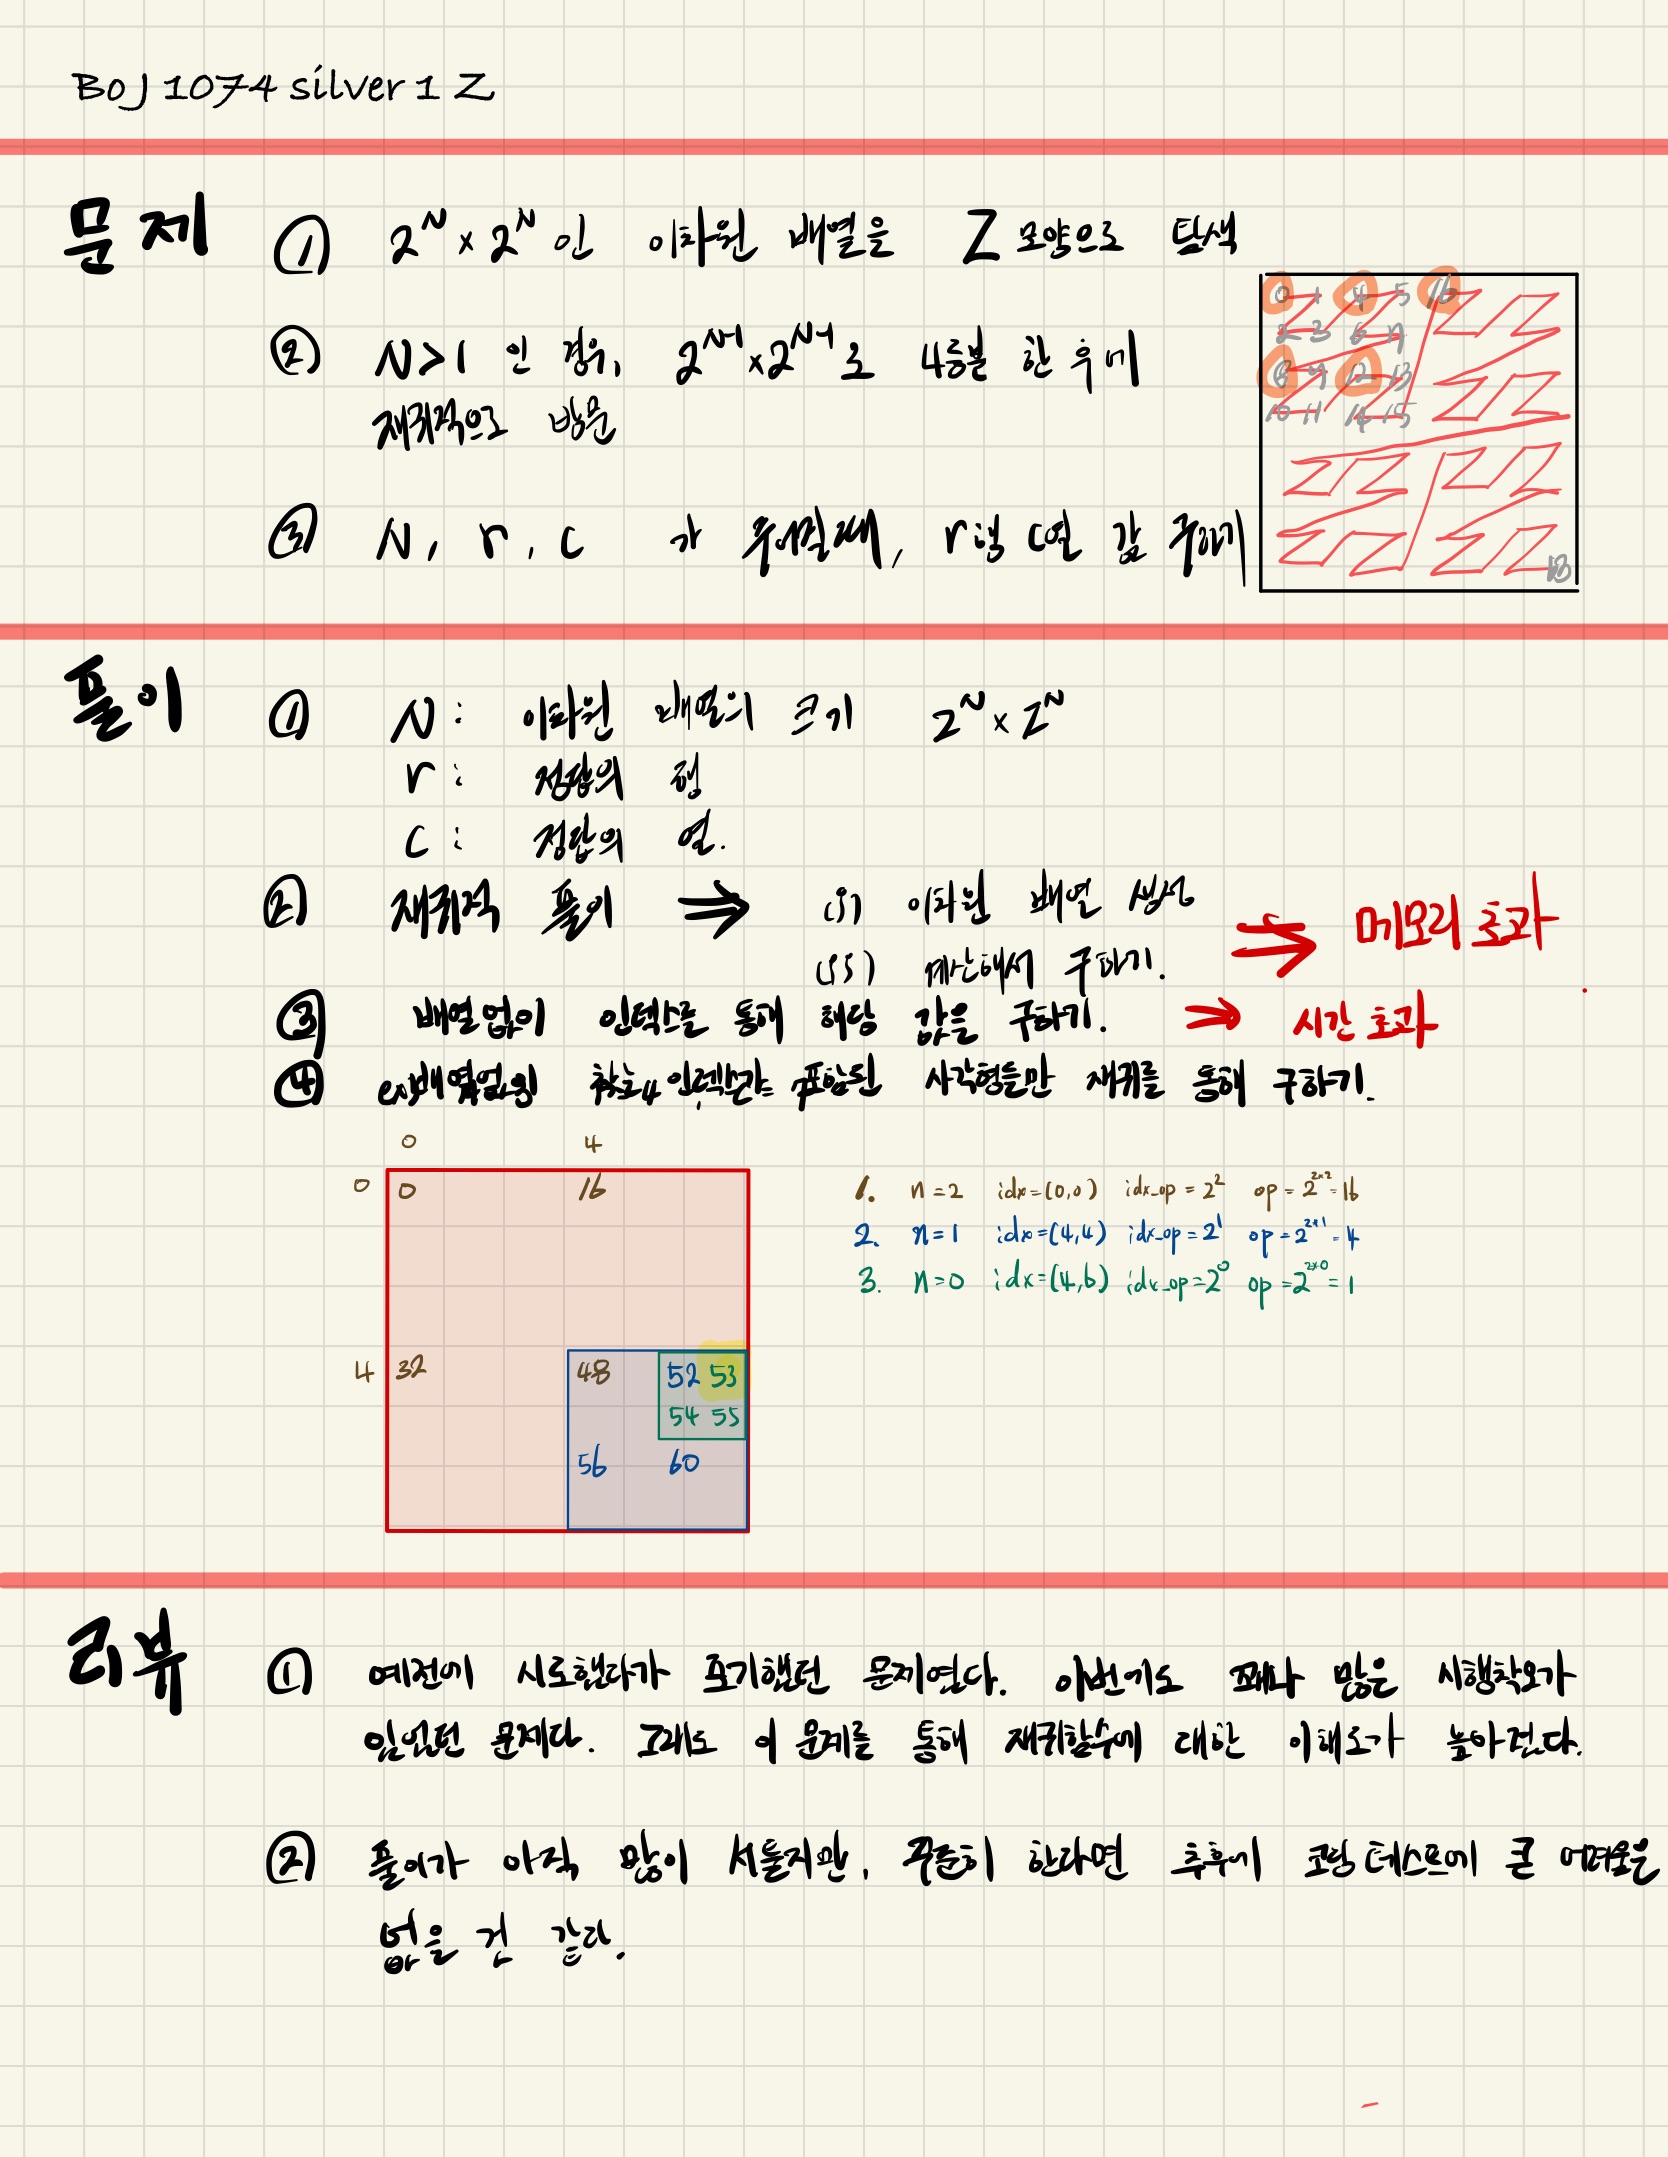 BOJ 1074 silver 1 Z
문제 ① 2^N × 2^N 인 이차원 배열을 Z 모양으로 탐색
② N>1 인 경우, 2^N-1 × 2^N-1 로 4등분 한 후에
재귀적으로 방문
③ N, r, c 가 주어질때, r행 c열 값 구하기
0 1 4 5 16
2 3 6 7
8 9 12 13
10 11 14 15
풀이 ① N : 이차원 배열의 크기 2^N × 2^N
r : 정답의 행
c : 정답의 열.
② 재귀적 풀이 ⇒ (i) 이차원 배열 생성 ⇒ 메모리 초과
(ii) 계산해서 구하기.
③ 배열없이 인덱스를 통해 해당 값을 구하기. → 시간 초과
④ 찾는 인덱스가 포함된 사각형들만 재귀를 통해 구하기.
0 4
0 0 16
4 32 48 52 53
54 55
56 60
1. n=2 idx=(0,0) idx_op=2^2 op=2^2×2=16
2. n=1 idx=(4,4) idx_op=2^1 op=2^2×1=4
3. n=0 idx=(4,6) idx_op=2^0 op=2^2×0=1
리뷰 ① 예전에 시도했다가 포기했던 문제였다. 이번에도 꽤나 많은 시행착오가
있었던 문제다. 그래도 이 문제를 통해 재귀함수에 대한 이해도가 높아졌다.
② 풀이가 아직 많이 서툴지만, 꾸준히 한다면 추후에 코딩테스트에 큰 어려움은
없을 것 같다.